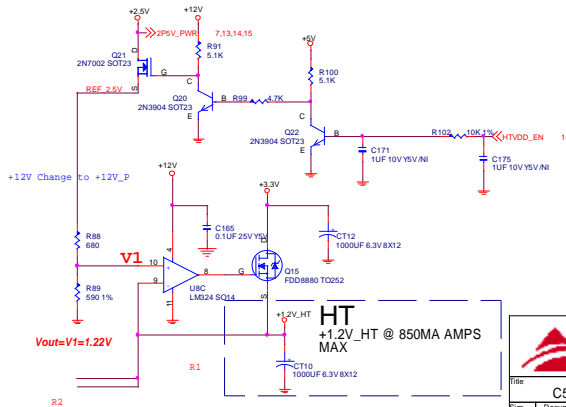 +2.5V
2P5V_PWR 7,13,14,15
+12V
Q21
2N7002 SOT23
D
G
S
R91
5.1K
+5V
R100
5.1K
REF_2.5V
C
Q20
2N3904 SOT23
B
E
R99 4.7K
C
Q22
2N3904 SOT23
B
E
R102 10K 1%
HTVDD_EN 1
C171
1UF 10V Y5V /NI
C175
1UF 10V Y5V /NI
+12V Change to +12V_P
+12V
C165
0.1UF 25V Y5V
+3.3V
CT12
1000UF 6.3V 8X12
R88
680
V1
10
9
4
8
11
+
-
U8C
LM324 SO14
D
G
S
Q15
FDD8880 TO252
R89
590 1%
Vout=V1=1.22V
+1.2V_HT
HT
+1.2V_HT @ 850MA AMPS
MAX
R1
CT10
1000UF 6.3V 8X12
R2
Title
C5